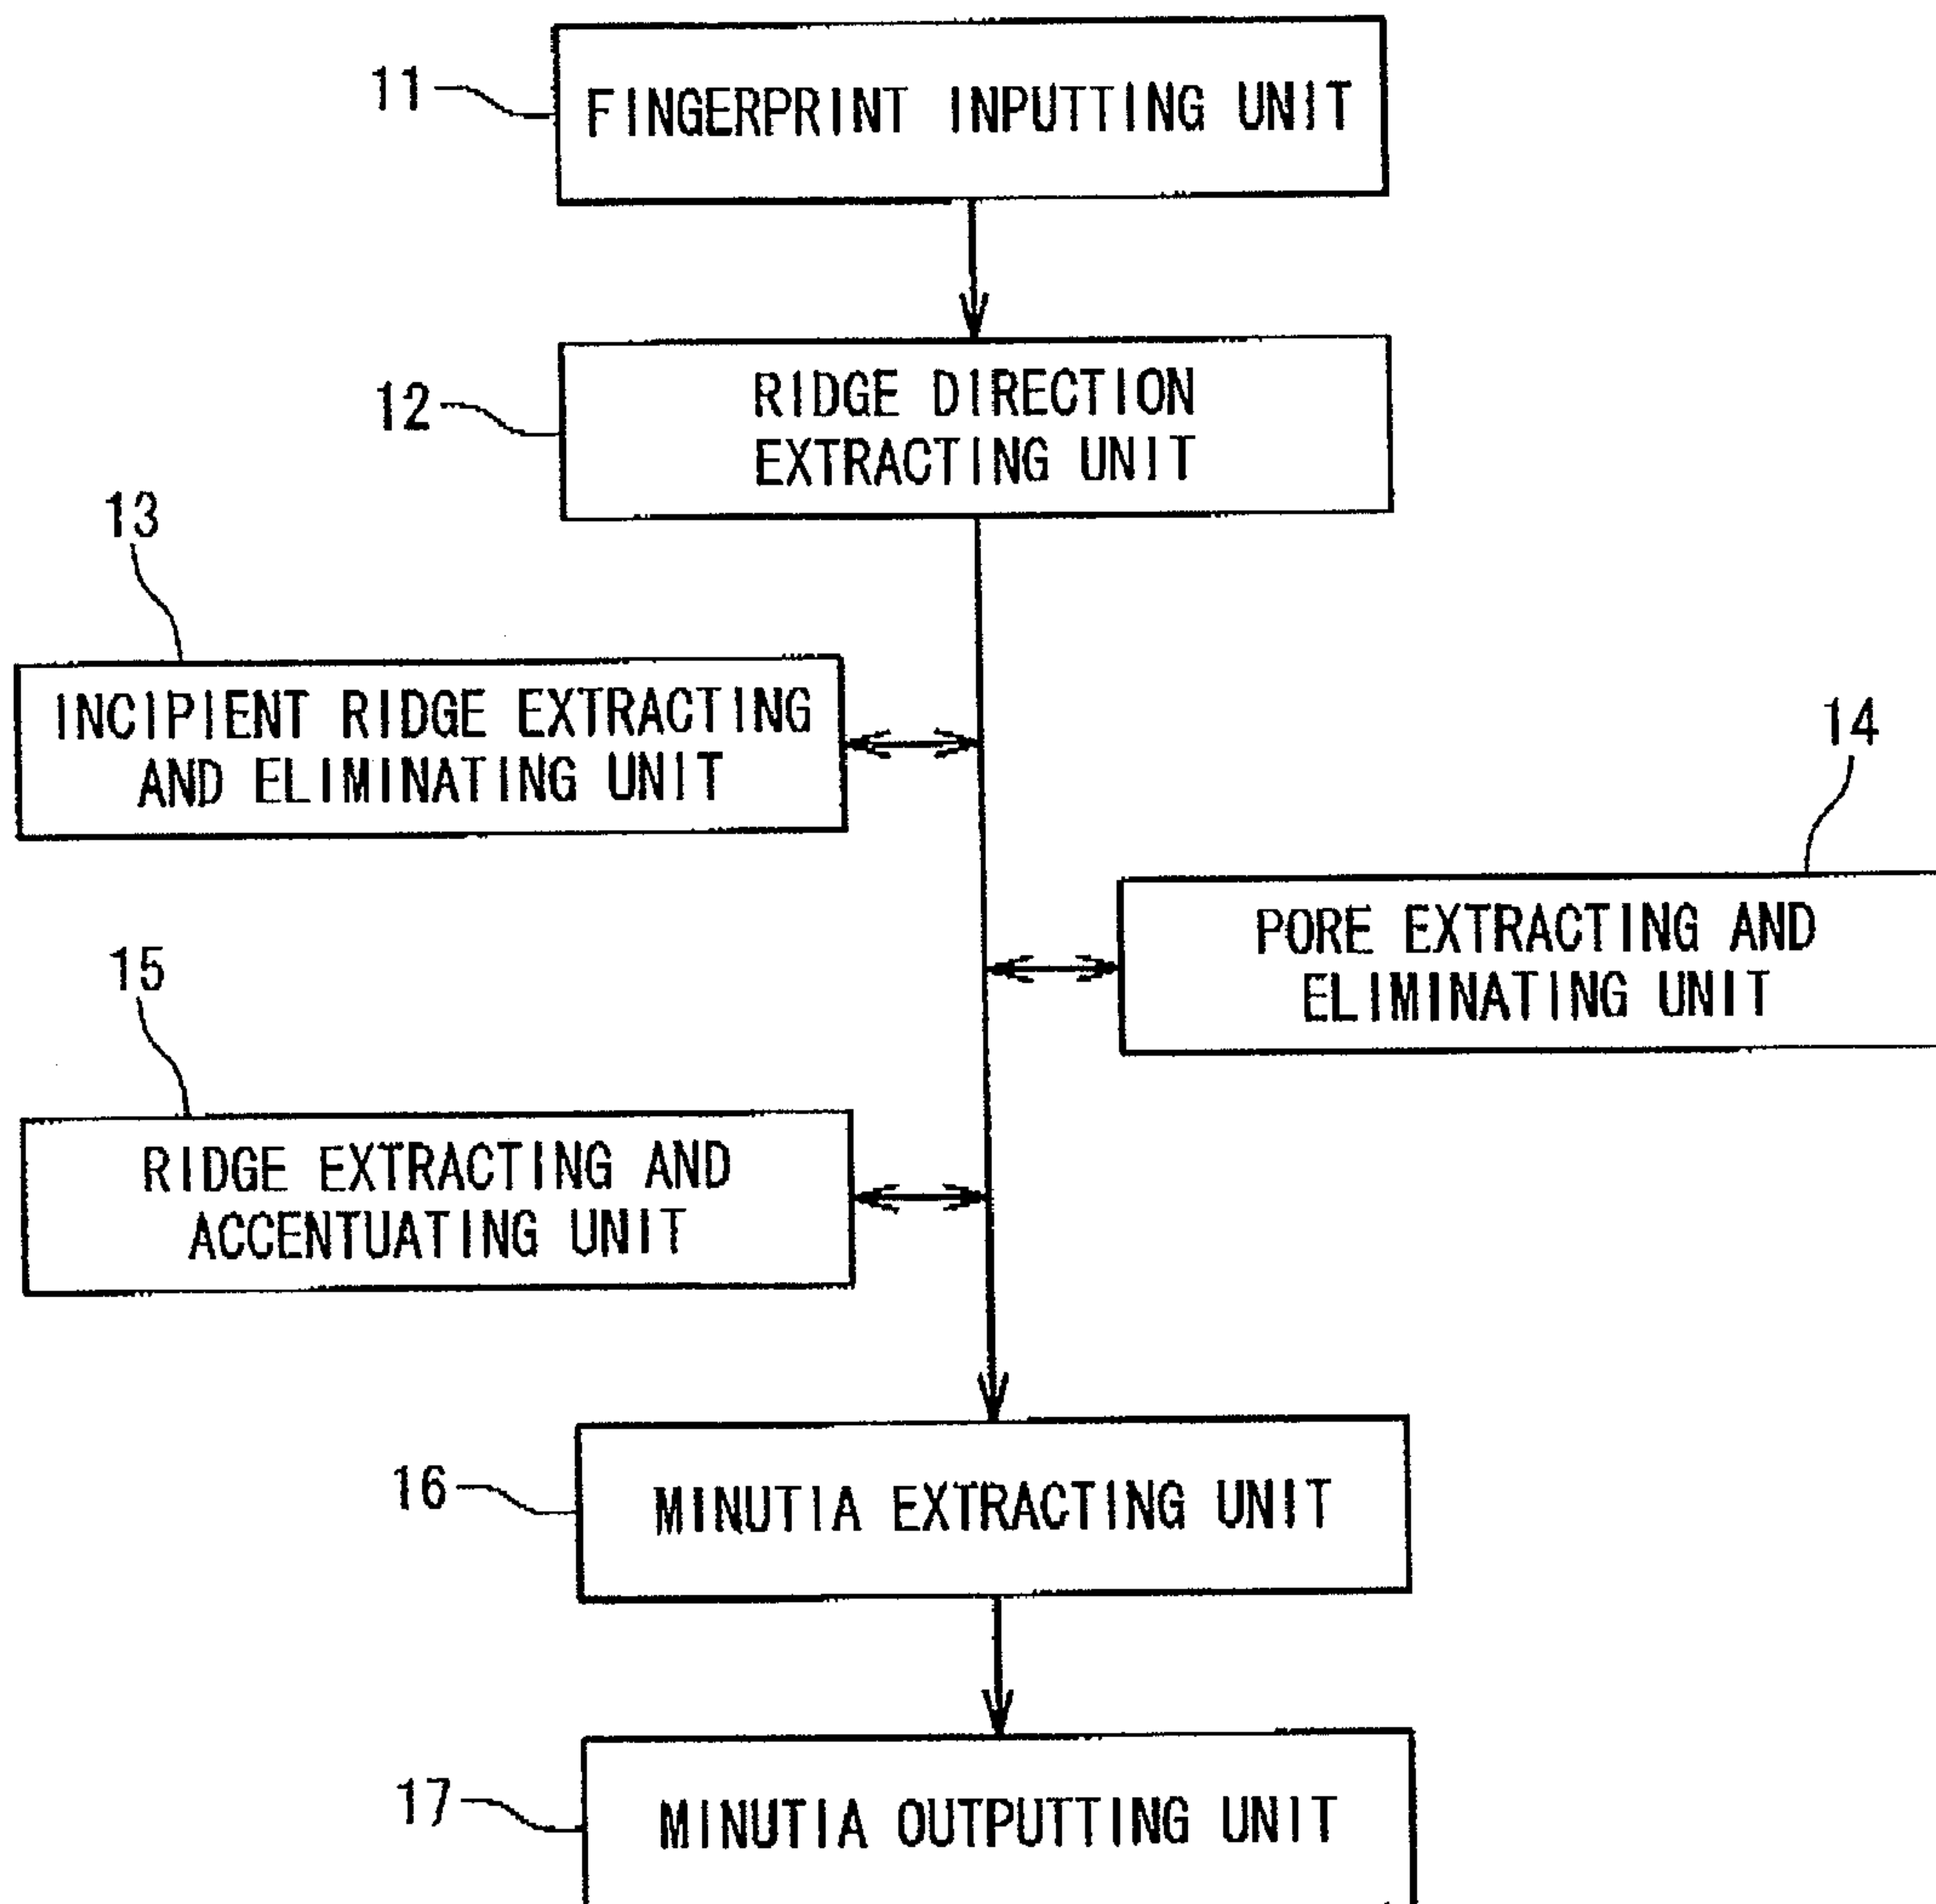 11
FINGERPRINT INPUTTING UNIT
12
RIDGE DIRECTION
EXTRACTING UNIT
13
INCIPIENT RIDGE EXTRACTING
AND ELIMINATING UNIT
14
PORE EXTRACTING AND
ELIMINATING UNIT
15
RIDGE EXTRACTING AND
ACCENTUATING UNIT
16
MINUTIA EXTRACTING UNIT
17
MINUTIA OUTPUTTING UNIT